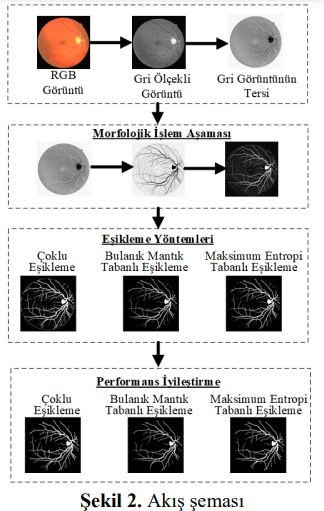 RGB Gri Ölçekli Gri Görüntünün
Görüntü Görüntü Tersi
Morfolojik İşlem Aşaması
Eşikleme Yöntemleri
Çoklu Bulanık Mantık Maksimum Entropi
Eşikleme Tabanlı Eşikleme Tabanlı Eşikleme
Performans İyileştirme
Çoklu Bulanık Mantık Maksimum Entropi
Eşikleme Tabanlı Eşikleme Tabanlı Eşikleme
Şekil 2. Akış şeması